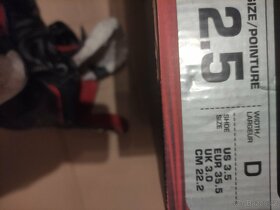 SIZE/POINTURE
2.5
WIDTH/
LARGEUR
D
SHOE
SIZE
US 3.5
EUR 35.5
UK 3.0
CM 22.2